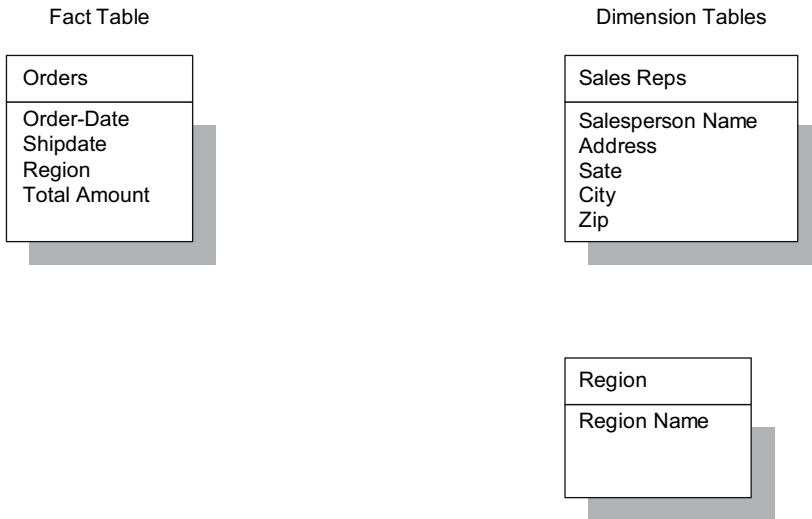 Fact Table
Orders
Order-Date
Shipdate
Region
Total Amount
Dimension Tables
Sales Reps
Salesperson Name
Address
Sate
City
Zip
Region
Region Name